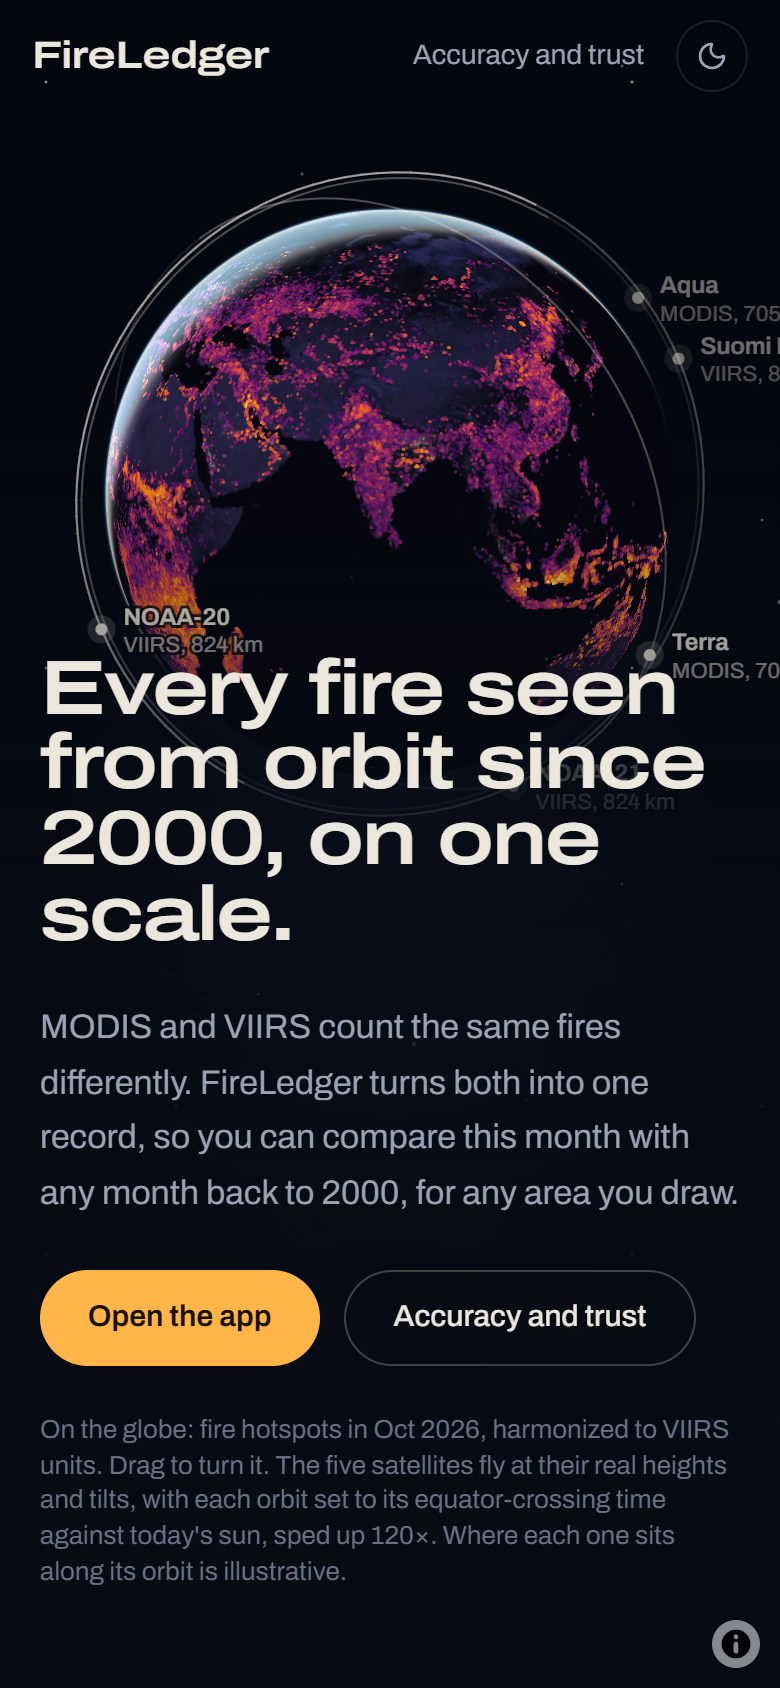 FireLedger
Accuracy and trust
Aqua
MODIS, 705
Suomi
VIIRS, 8
NOAA-20
VIIRS, 824 km
Terra
MODIS, 70
Every fire seen
from orbit since
NOAA-21
VIIRS, 824 km
2000, on one
scale.
MODIS and VIIRS count the same fires
differently. FireLedger turns both into one
record, so you can compare this month with
any month back to 2000, for any area you draw.
Open the app
Accuracy and trust
On the globe: fire hotspots in Oct 2026, harmonized to VIIRS
units. Drag to turn it. The five satellites fly at their real heights
and tilts, with each orbit set to its equator-crossing time
against today's sun, sped up 120×. Where each one sits
along its orbit is illustrative.